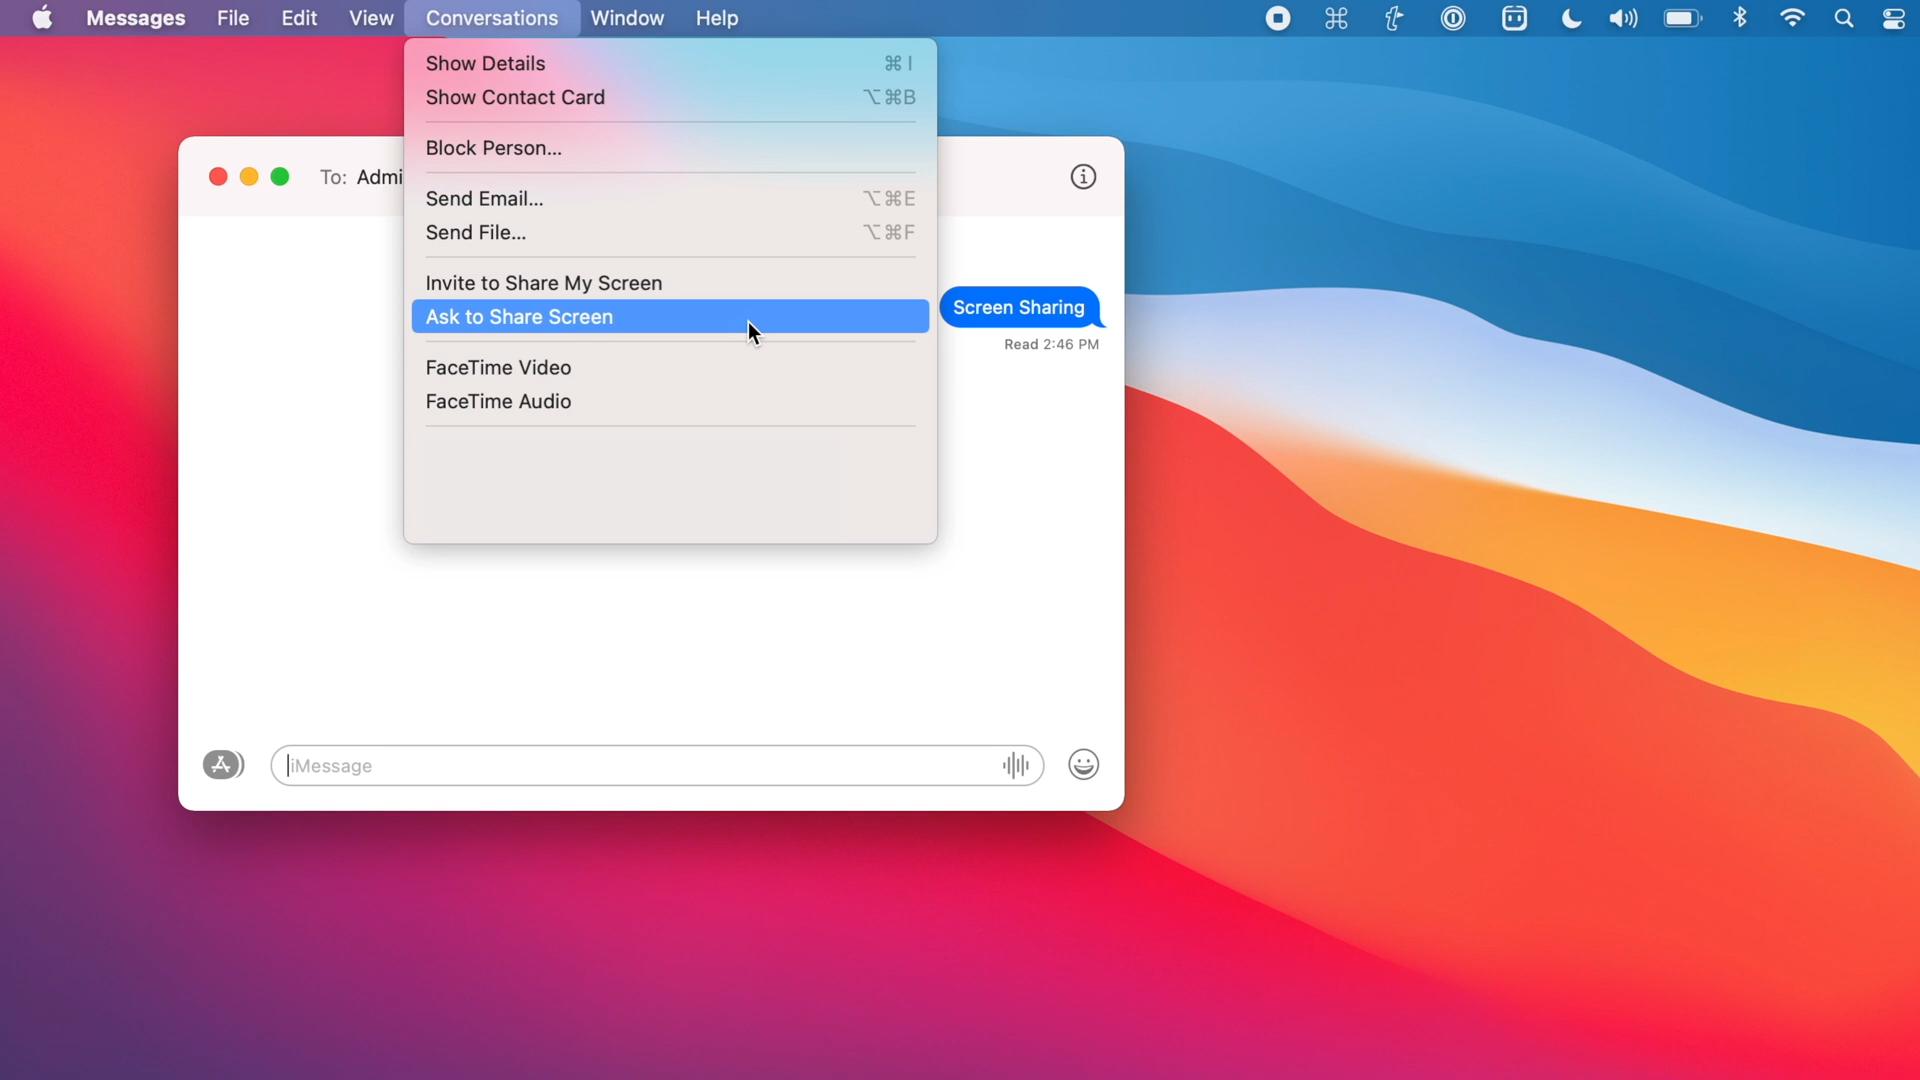 Messages File Edit View Conversations Window Help
Show Details ⌘ I
Show Contact Card ⌥⌘B
Block Person...
To: Admi
Send Email... ⌥⌘E
Send File... ⌥⌘F
Invite to Share My Screen
Ask to Share Screen
Screen Sharing
Read 2:46 PM
FaceTime Video
FaceTime Audio
iMessage